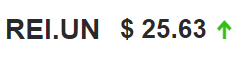 REI.UN $ 25.63 ↑